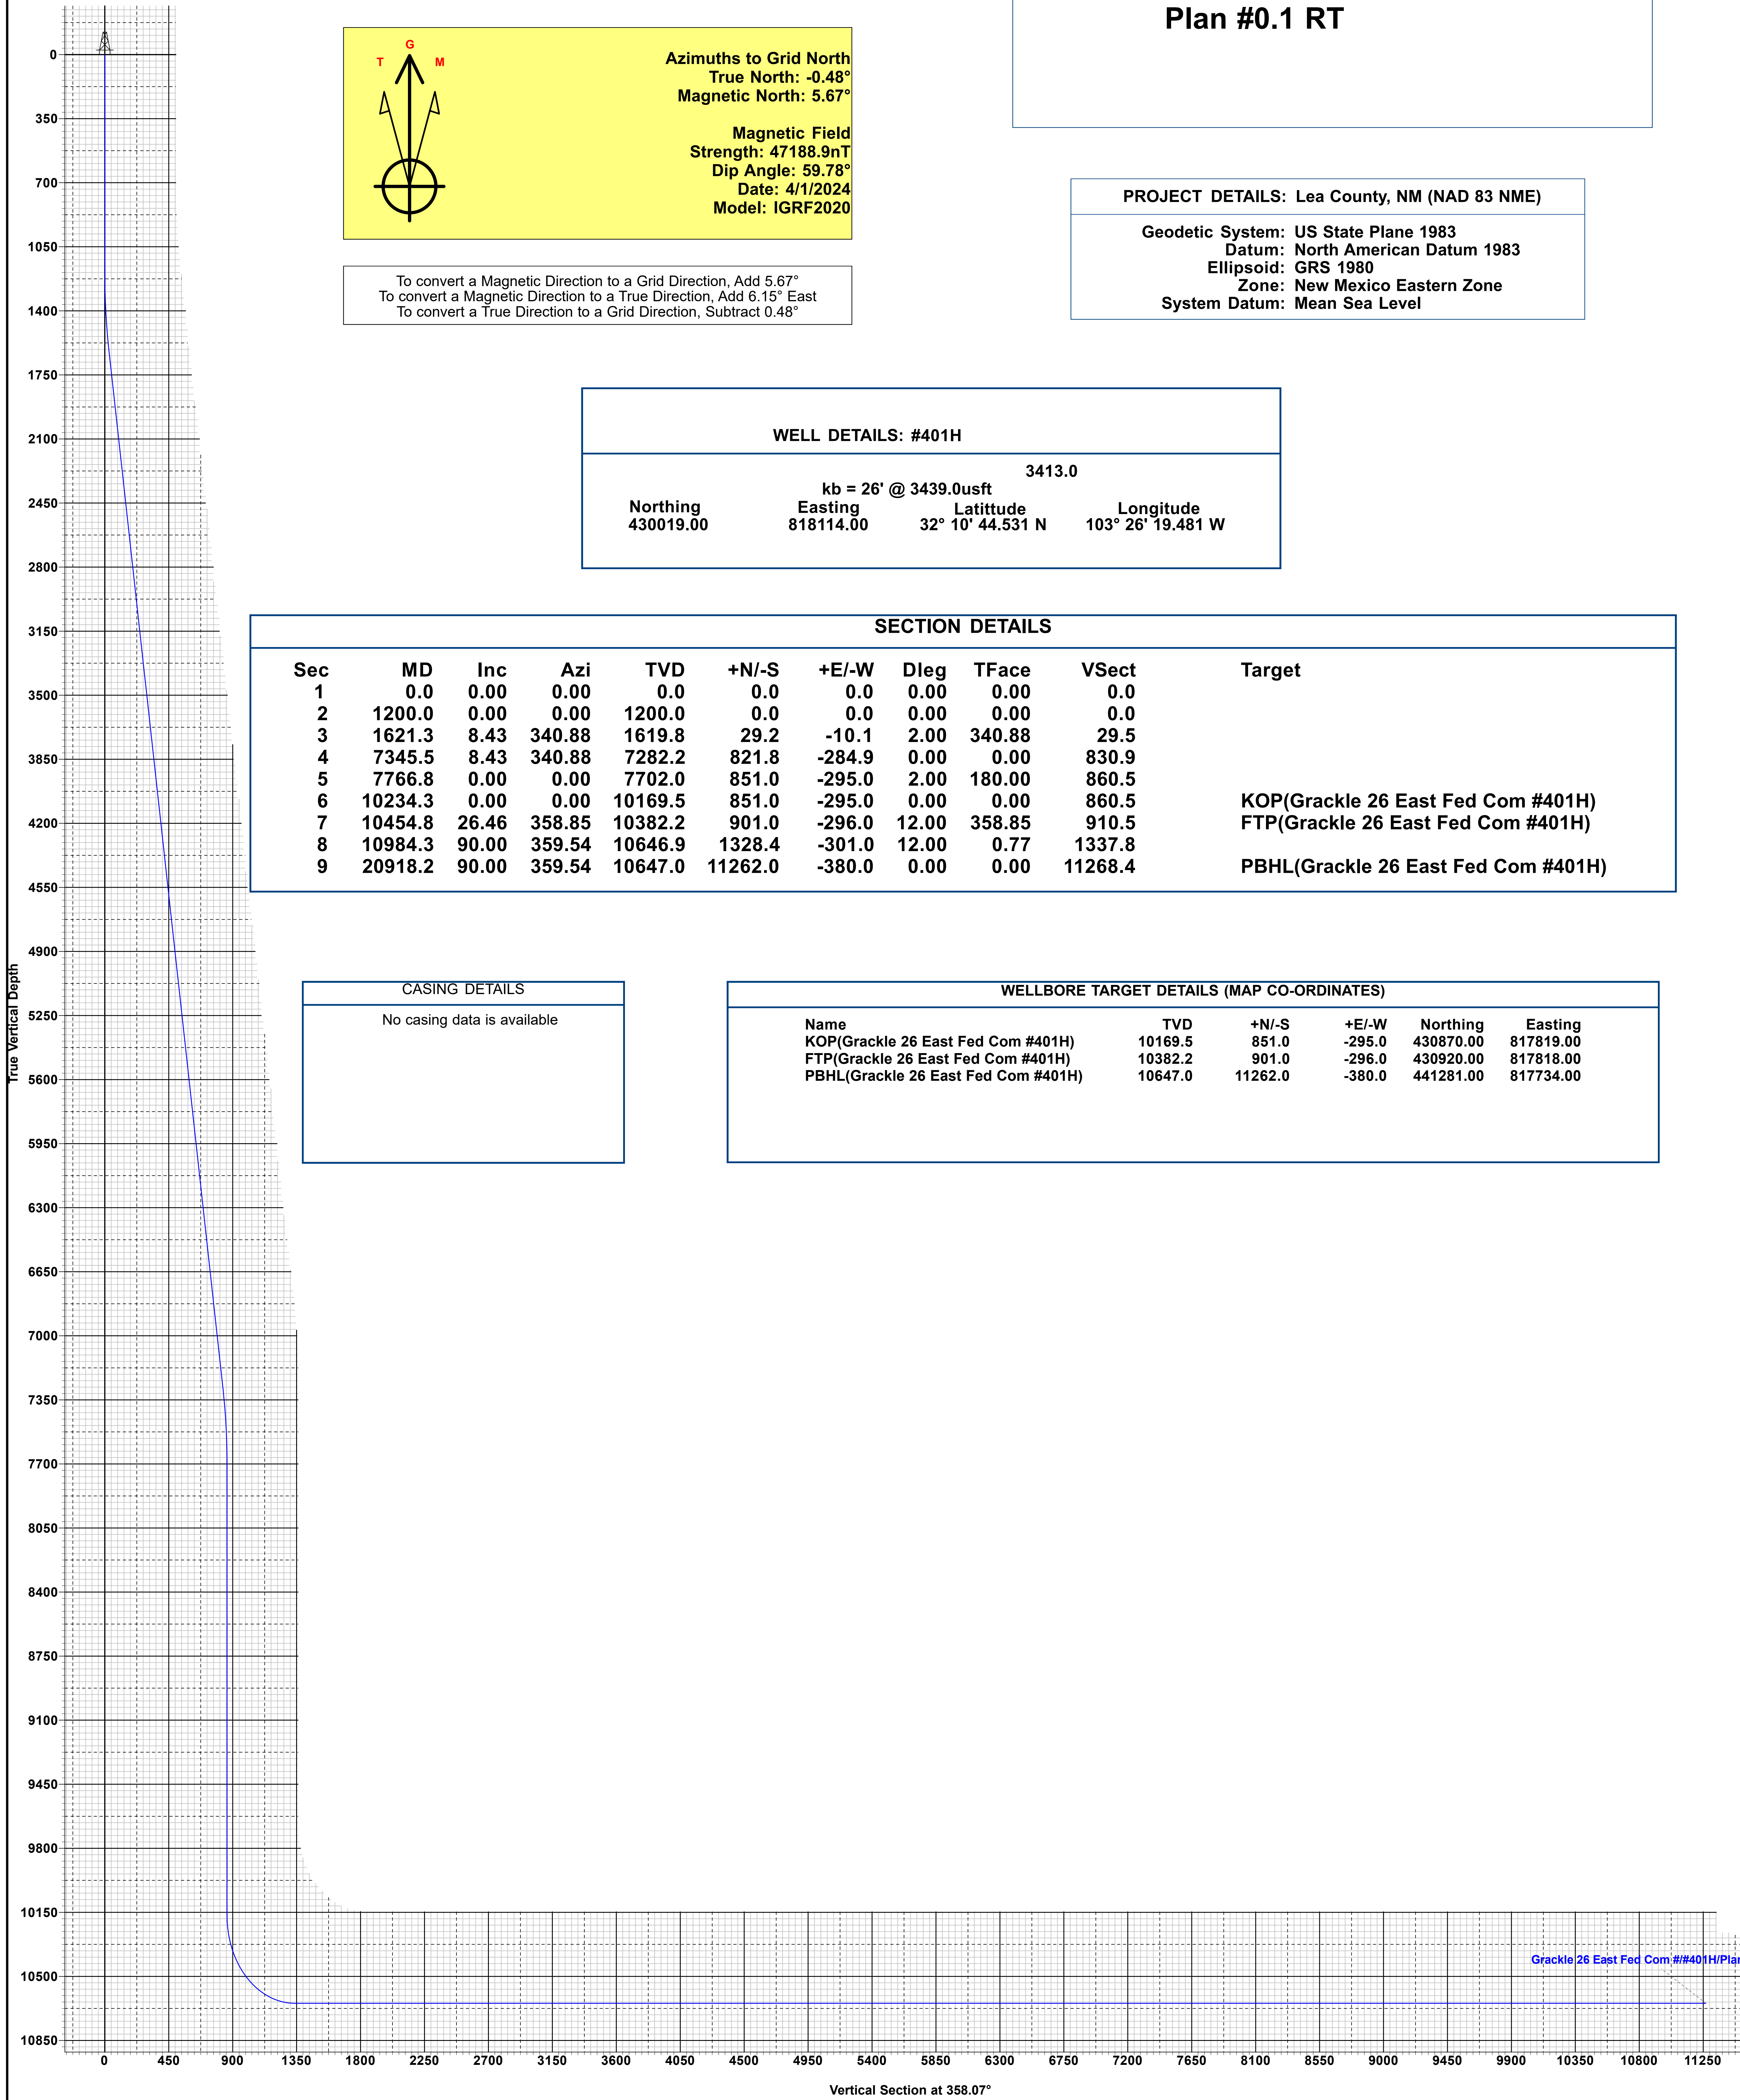 Plan #0.1 RT
G
T M
Azimuths to Grid North
True North: -0.48°
Magnetic North: 5.67°
Magnetic Field
Strength: 47188.9nT
Dip Angle: 59.78°
Date: 4/1/2024
Model: IGRF2020
To convert a Magnetic Direction to a Grid Direction, Add 5.67°
To convert a Magnetic Direction to a True Direction, Add 6.15° East
To convert a True Direction to a Grid Direction, Subtract 0.48°
PROJECT DETAILS: Lea County, NM (NAD 83 NME)
Geodetic System: US State Plane 1983
Datum: North American Datum 1983
Ellipsoid: GRS 1980
Zone: New Mexico Eastern Zone
System Datum: Mean Sea Level
WELL DETAILS: #401H
3413.0
kb = 26' @ 3439.0usft
Northing Easting Latittude Longitude
430019.00 818114.00 32° 10' 44.531 N 103° 26' 19.481 W
SECTION DETAILS
Sec MD Inc Azi TVD +N/-S +E/-W Dleg TFace VSect Target
1 0.0 0.00 0.00 0.0 0.0 0.0 0.00 0.00 0.0
2 1200.0 0.00 0.00 1200.0 0.0 0.0 0.00 0.00 0.0
3 1621.3 8.43 340.88 1619.8 29.2 -10.1 2.00 340.88 29.5
4 7345.5 8.43 340.88 7282.2 821.8 -284.9 0.00 0.00 830.9
5 7766.8 0.00 0.00 7702.0 851.0 -295.0 2.00 180.00 860.5
6 10234.3 0.00 0.00 10169.5 851.0 -295.0 0.00 0.00 860.5 KOP(Grackle 26 East Fed Com #401H)
7 10454.8 26.46 358.85 10382.2 901.0 -296.0 12.00 358.85 910.5 FTP(Grackle 26 East Fed Com #401H)
8 10984.3 90.00 359.54 10646.9 1328.4 -301.0 12.00 0.77 1337.8
9 20918.2 90.00 359.54 10647.0 11262.0 -380.0 0.00 0.00 11268.4 PBHL(Grackle 26 East Fed Com #401H)
CASING DETAILS
No casing data is available
WELLBORE TARGET DETAILS (MAP CO-ORDINATES)
Name TVD +N/-S +E/-W Northing Easting
KOP(Grackle 26 East Fed Com #401H) 10169.5 851.0 -295.0 430870.00 817819.00
FTP(Grackle 26 East Fed Com #401H) 10382.2 901.0 -296.0 430920.00 817818.00
PBHL(Grackle 26 East Fed Com #401H) 10647.0 11262.0 -380.0 441281.00 817734.00
True Vertical Depth
0
350
700
1050
1400
1750
2100
2450
2800
3150
3500
3850
4200
4550
4900
5250
5600
5950
6300
6650
7000
7350
7700
8050
8400
8750
9100
9450
9800
10150
10500
10850
Grackle 26 East Fed Com #/#401H/Plan
0 450 900 1350 1800 2250 2700 3150 3600 4050 4500 4950 5400 5850 6300 6750 7200 7650 8100 8550 9000 9450 9900 10350 10800 11250
Vertical Section at 358.07°